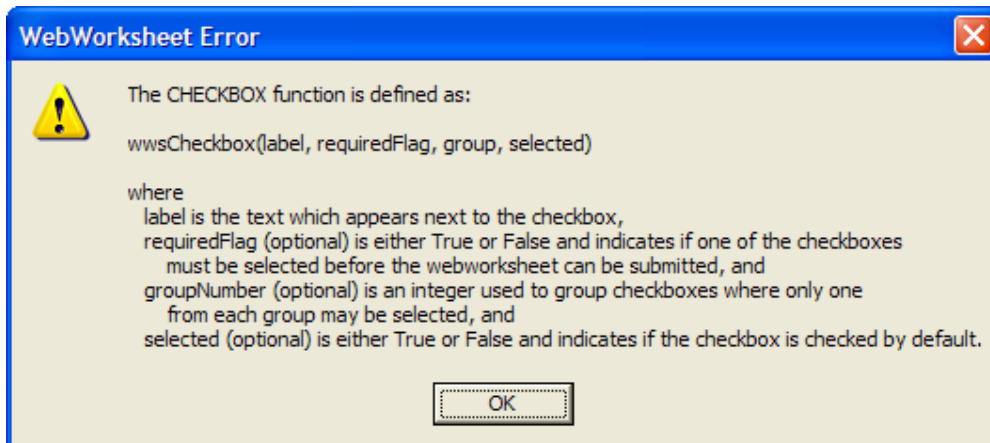 WebWorksheet Error
The CHECKBOX function is defined as:
wwsCheckbox(label, requiredFlag, group, selected)
where
label is the text which appears next to the checkbox,
requiredFlag (optional) is either True or False and indicates if one of the checkboxes
must be selected before the webworksheet can be submitted, and
groupNumber (optional) is an integer used to group checkboxes where only one
from each group may be selected, and
selected (optional) is either True or False and indicates if the checkbox is checked by default.
OK